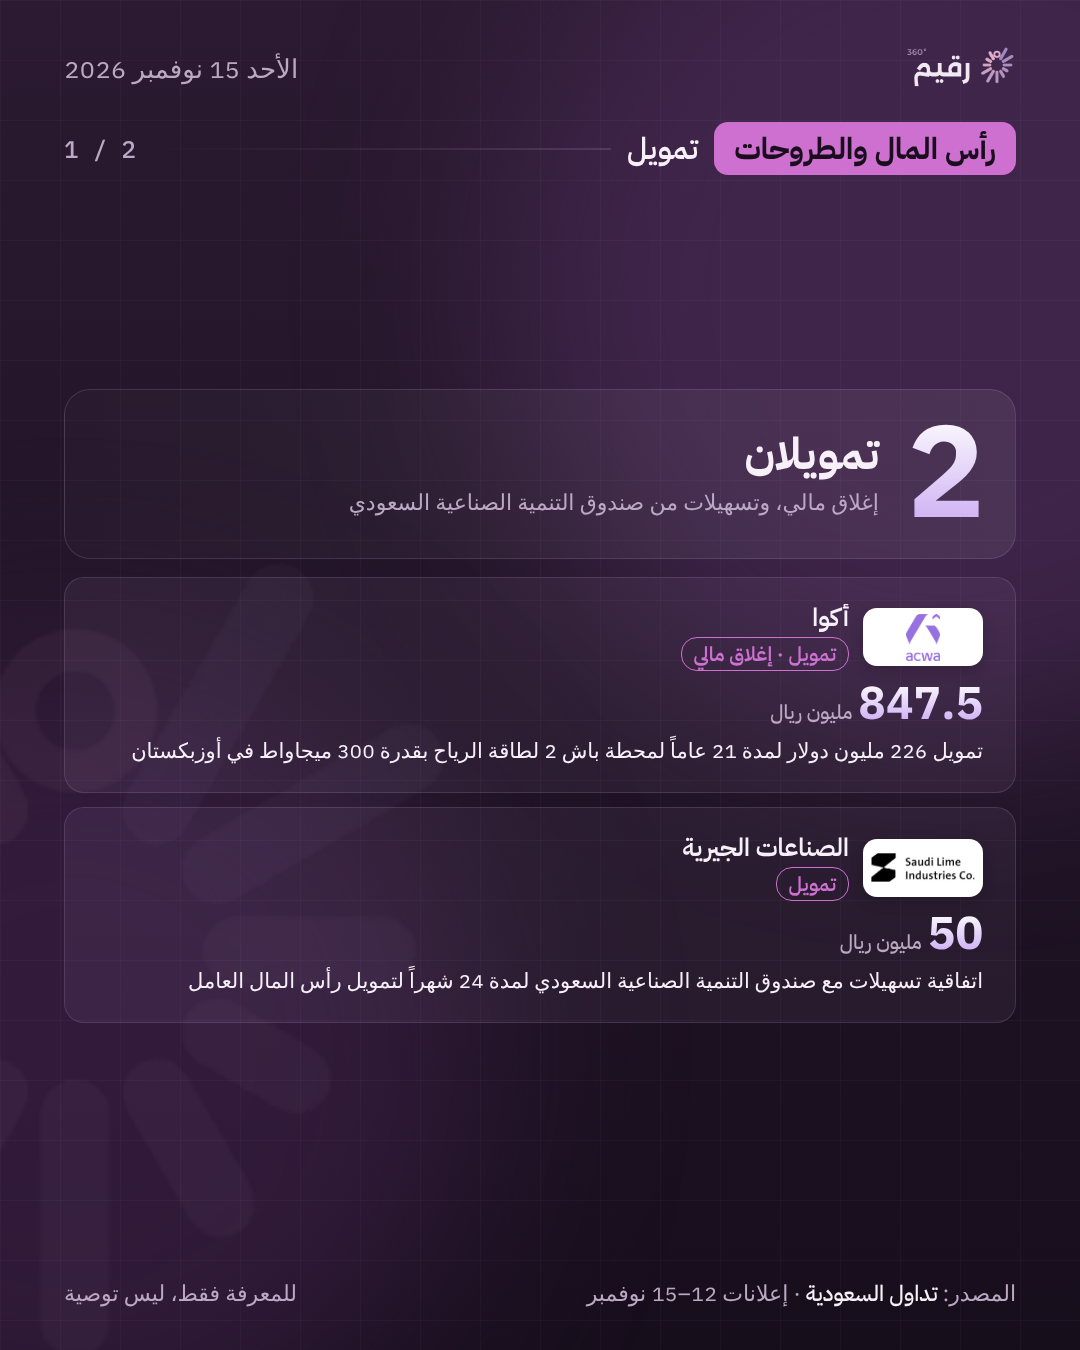 رقيم
360°
الأحد 15 نوفمبر 2026
رأس المال والطروحات
تمويل
1 / 2
2
تمويلان
إغلاق مالي، وتسهيلات من صندوق التنمية الصناعية السعودي
acwa
أكوا
تمويل · إغلاق مالي
847.5 مليون ريال
تمويل 226 مليون دولار لمدة 21 عاماً لمحطة باش 2 لطاقة الرياح بقدرة 300 ميجاواط في أوزبكستان
Saudi Lime
Industries Co.
الصناعات الجيرية
تمويل
50 مليون ريال
اتفاقية تسهيلات مع صندوق التنمية الصناعية السعودي لمدة 24 شهراً لتمويل رأس المال العامل
المصدر: تداول السعودية · إعلانات 12–15 نوفمبر
للمعرفة فقط، ليس توصية